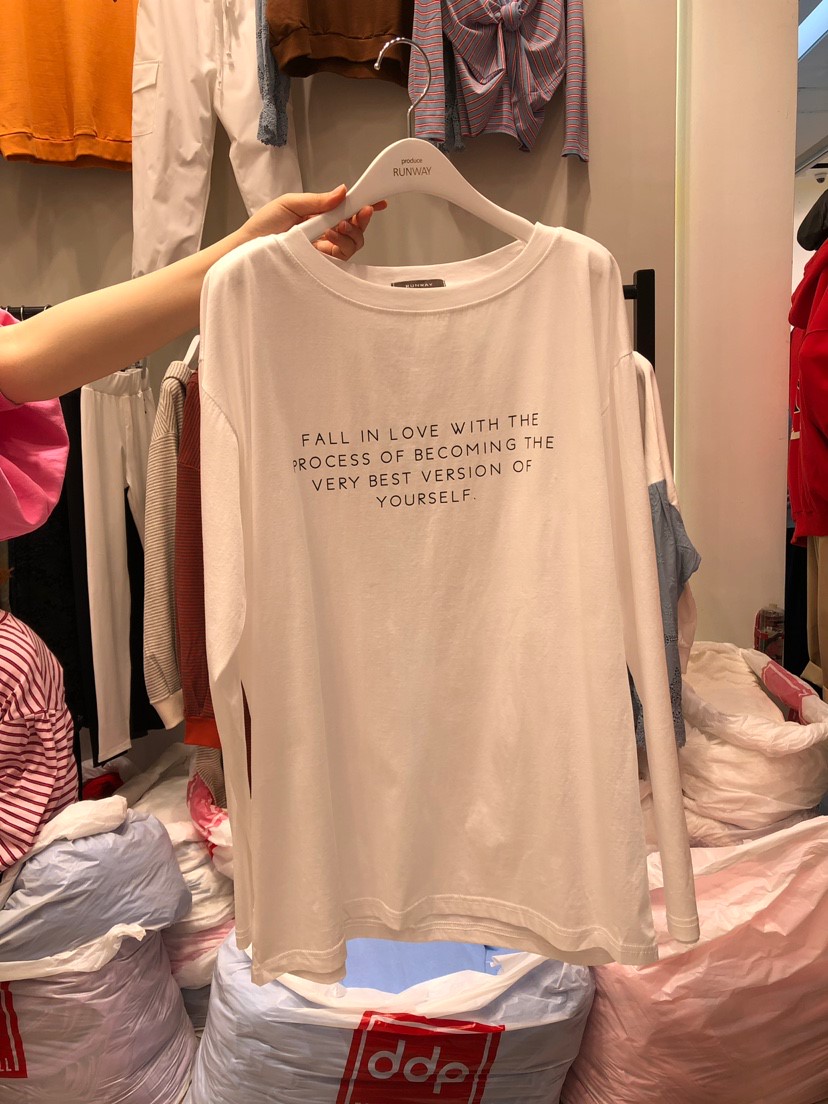 produce
RUNWAY
RUNWAY
FALL IN LOVE WITH THE
PROCESS OF BECOMING THE
VERY BEST VERSION OF
YOURSELF.
ddp